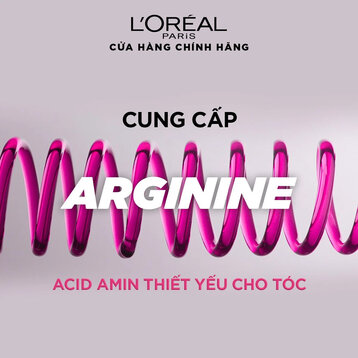 L'ORÉAL
PARIS
CỬA HÀNG CHÍNH HÃNG
CUNG CẤP
ARGININE
ACID AMIN THIẾT YẾU CHO TÓC